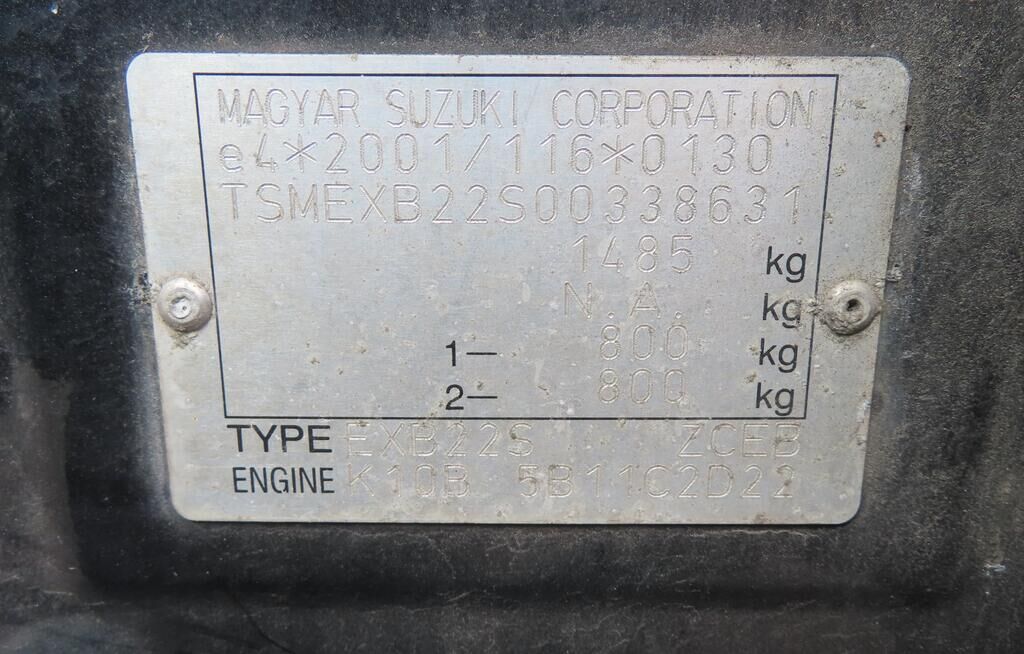 MAGYAR SUZUKI CORPORATION
e4*2001/116*0130
TSMEXB22S00338631
1485 kg
N.A. kg
1— 800 kg
2— 800 kg
TYPE EXB22S ZCEB
ENGINE K10B 5B11C2D22